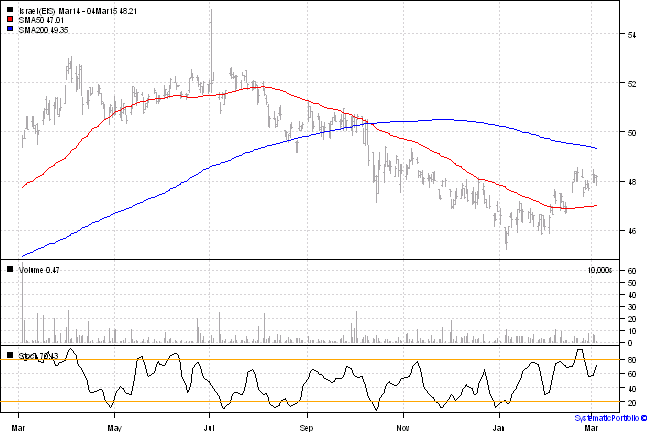 Israel(EIS) Mar14 - 04Mar15 48.21
SMA50 47.01
SMA200 49.35
54
52
50
48
46
Volume 0.47
10,000s
60
50
40
30
20
10
0
80
60
40
20
Mar May Jul Sep Nov Jan Mar
SystematicPortfolio ©